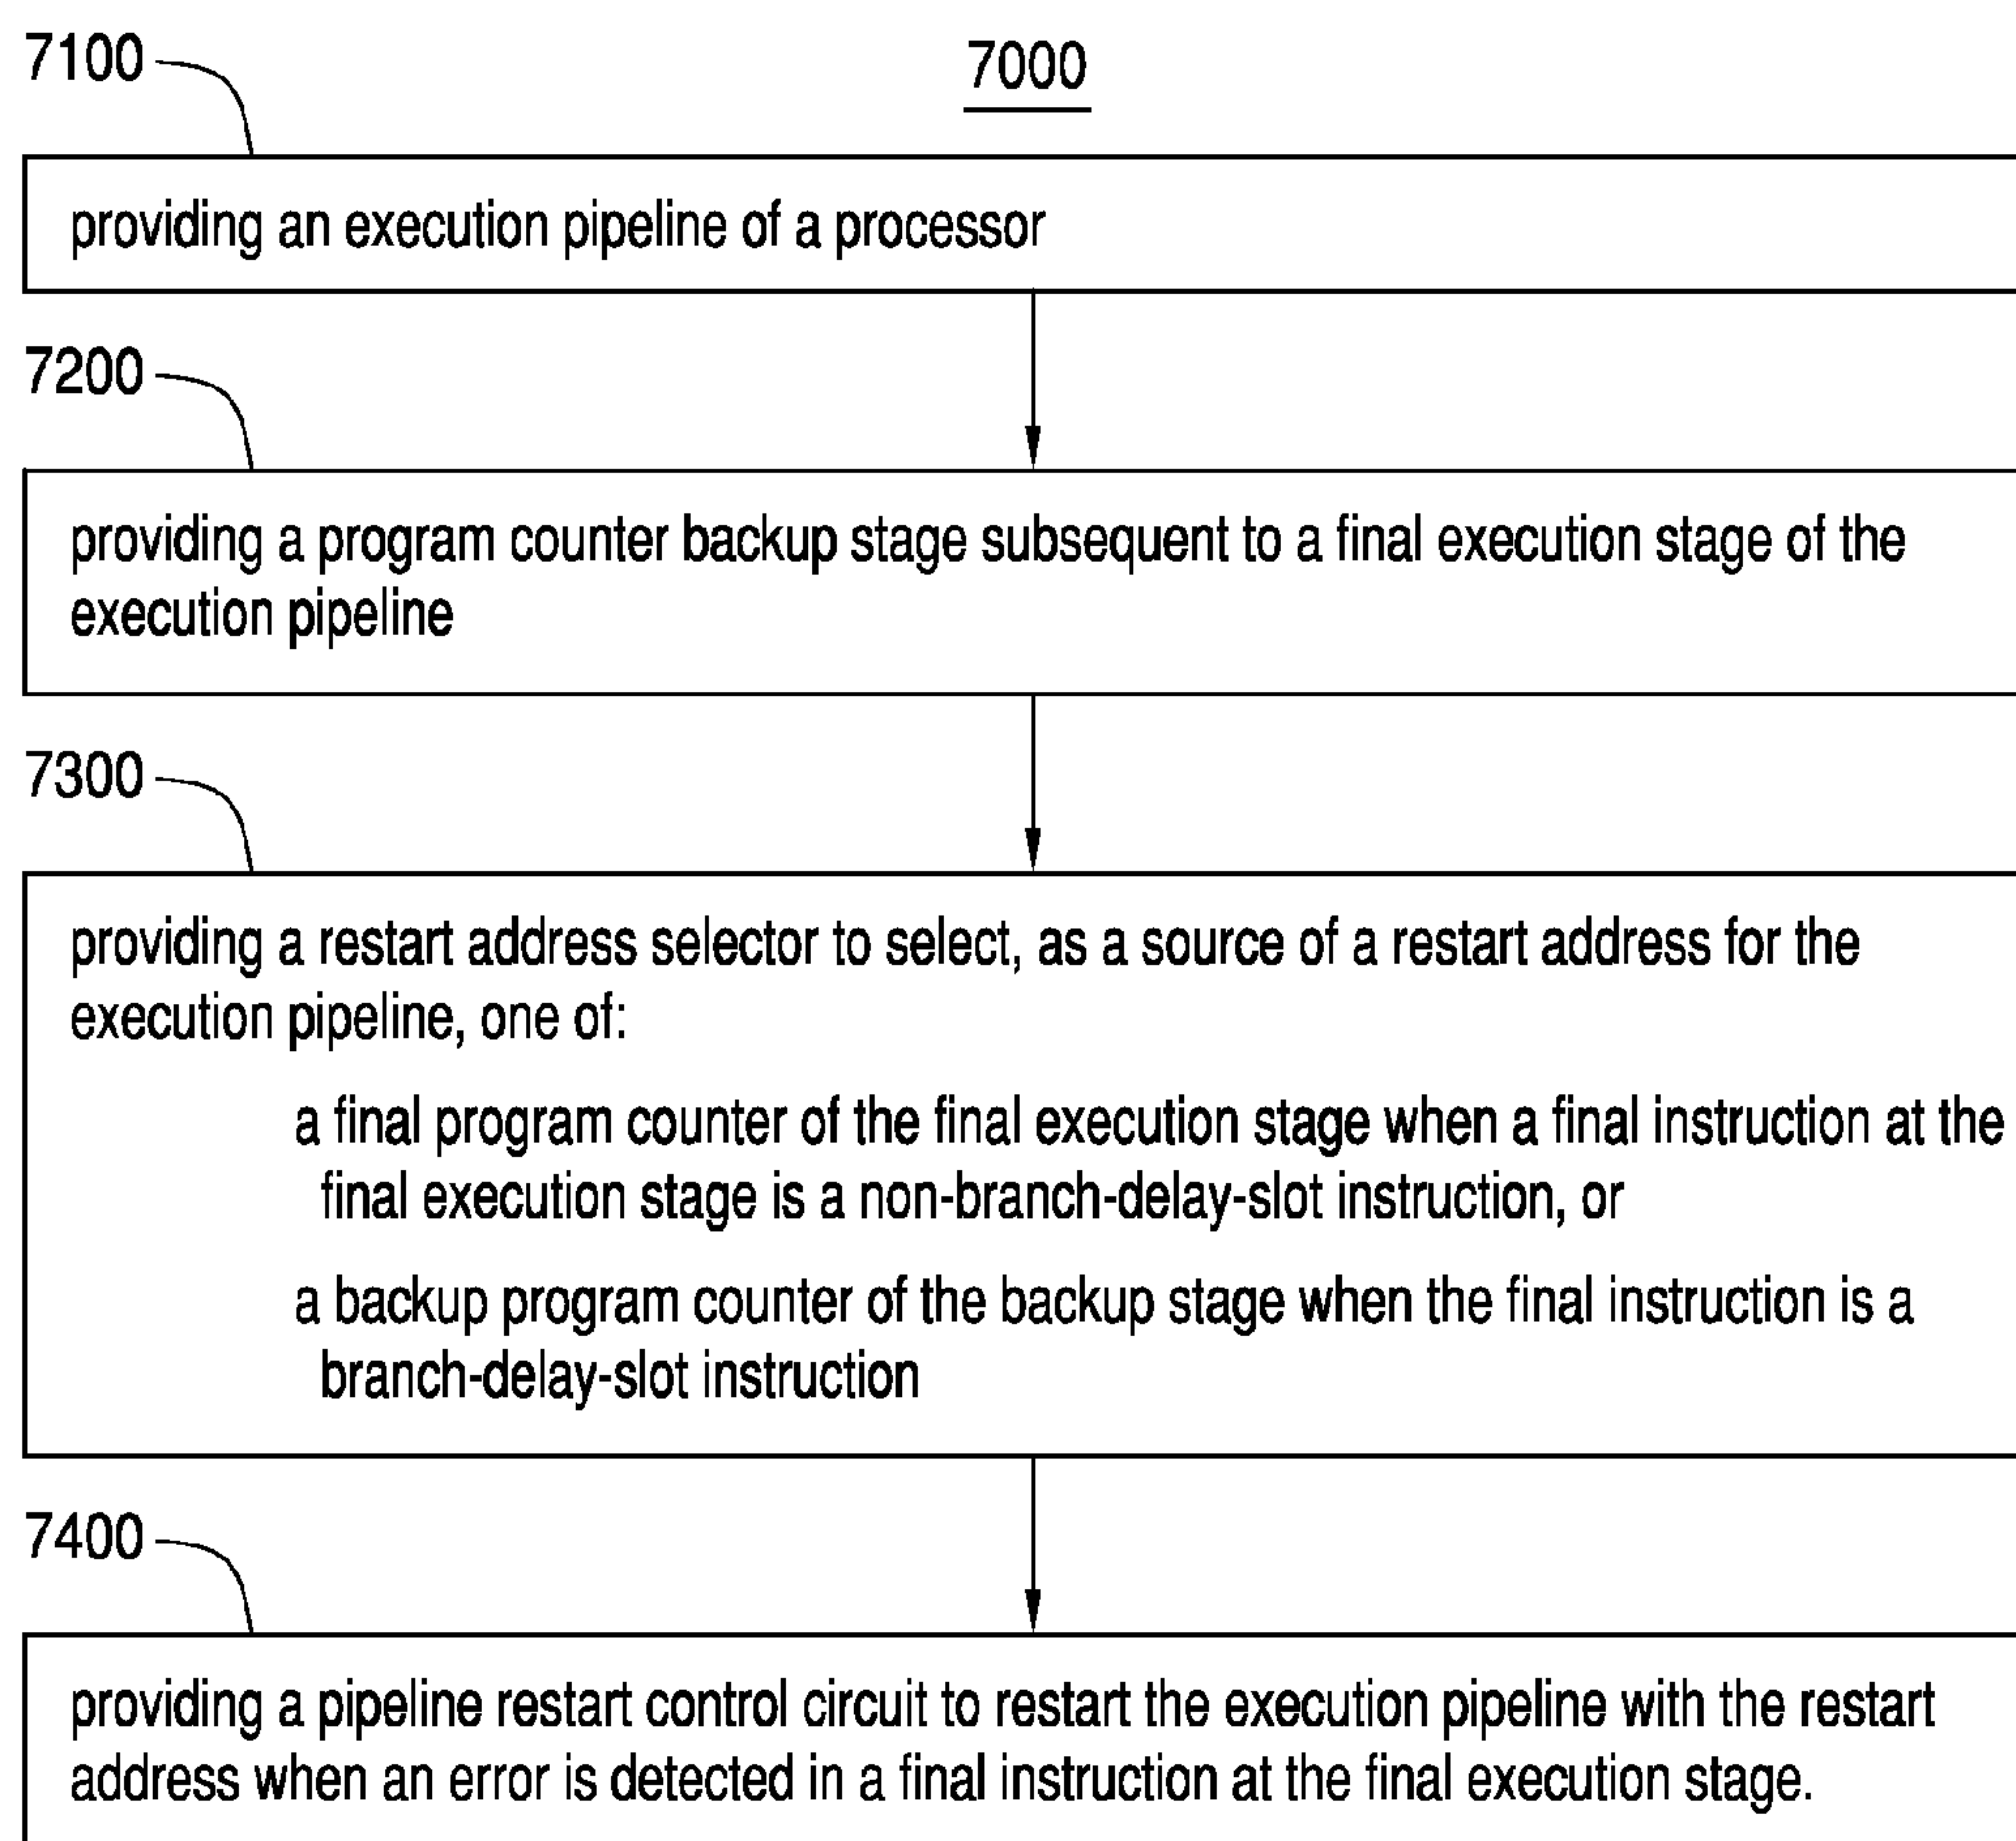 7100
7000
providing an execution pipeline of a processor
7200
providing a program counter backup stage subsequent to a final execution stage of the
execution pipeline
7300
providing a restart address selector to select, as a source of a restart address for the
execution pipeline, one of:
a final program counter of the final execution stage when a final instruction at the
final execution stage is a non-branch-delay-slot instruction, or
a backup program counter of the backup stage when the final instruction is a
branch-delay-slot instruction
7400
providing a pipeline restart control circuit to restart the execution pipeline with the restart
address when an error is detected in a final instruction at the final execution stage.